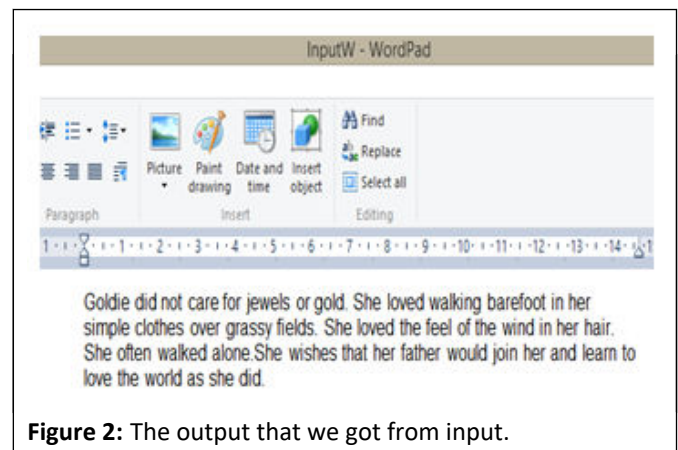 InputW - WordPad
Find
Replace
Select all
Picture Paint drawing Date and time Insert object
Paragraph Insert Editing
1 · 1 · 2 · 3 · 4 · 5 · 6 · 7 · 8 · 9 · 10 · 11 · 12 · 13 · 14 ·
Goldie did not care for jewels or gold. She loved walking barefoot in her
simple clothes over grassy fields. She loved the feel of the wind in her hair.
She often walked alone.She wishes that her father would join her and learn to
love the world as she did.
Figure 2: The output that we got from input.